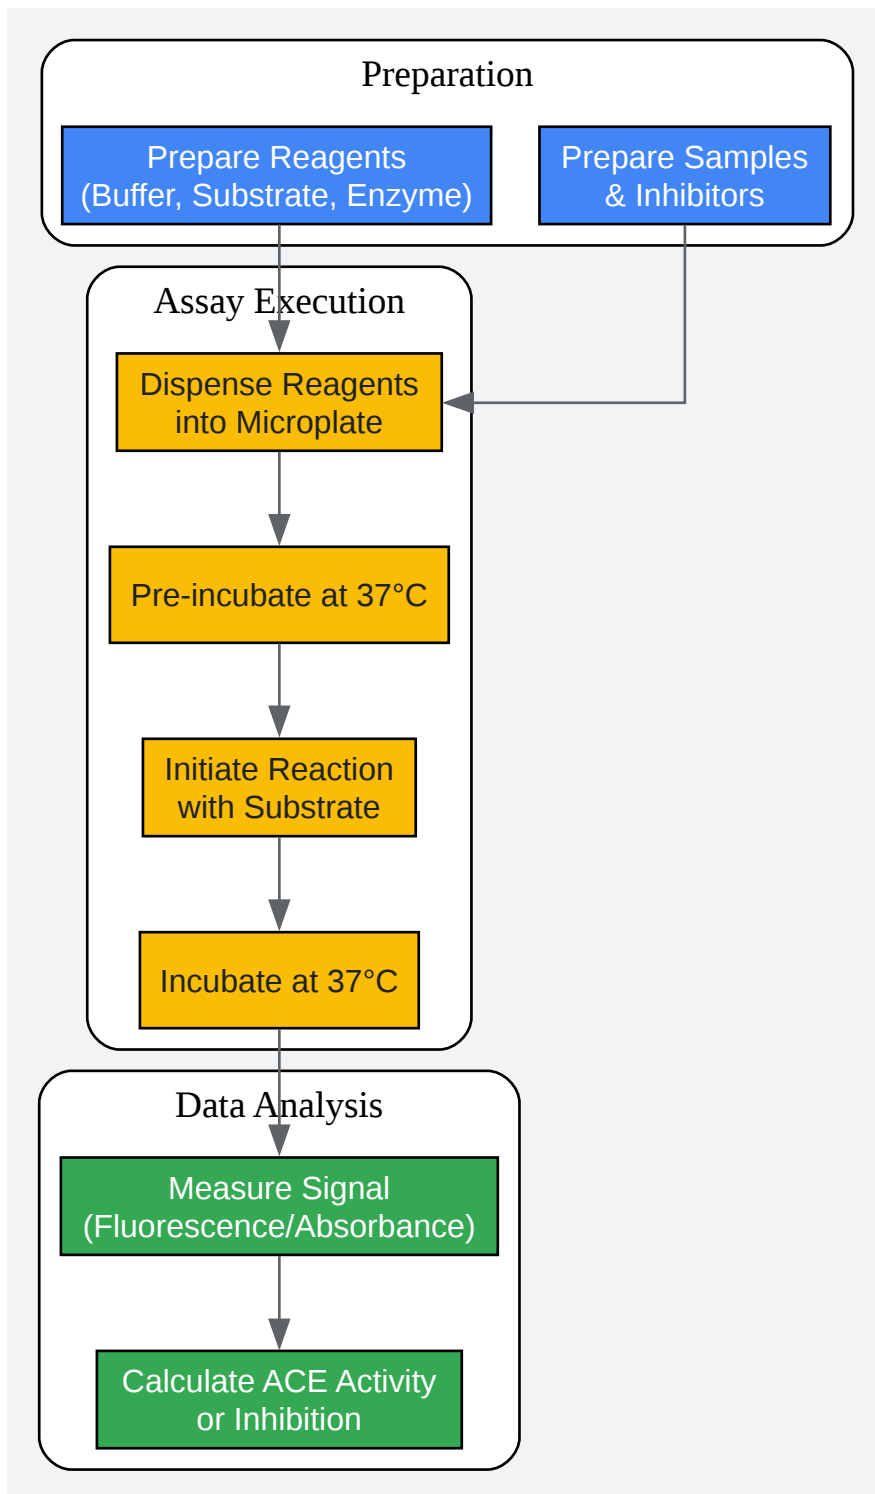 Preparation
Prepare Reagents
(Buffer, Substrate, Enzyme)
Prepare Samples
& Inhibitors
Assay Execution
Dispense Reagents
into Microplate
Pre-incubate at 37°C
Initiate Reaction
with Substrate
Incubate at 37°C
Data Analysis
Measure Signal
(Fluorescence/Absorbance)
Calculate ACE Activity
or Inhibition